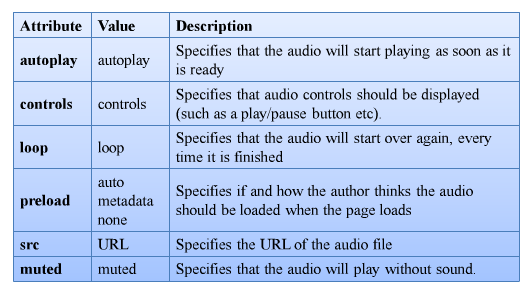 Attribute Value Description
autoplay autoplay Specifies that the audio will start playing as soon as it
is ready
controls controls Specifies that audio controls should be displayed
(such as a play/pause button etc).
loop loop Specifies that the audio will start over again, every
time it is finished
preload auto
metadata
none Specifies if and how the author thinks the audio
should be loaded when the page loads
src URL Specifies the URL of the audio file
muted muted Specifies that the audio will play without sound.